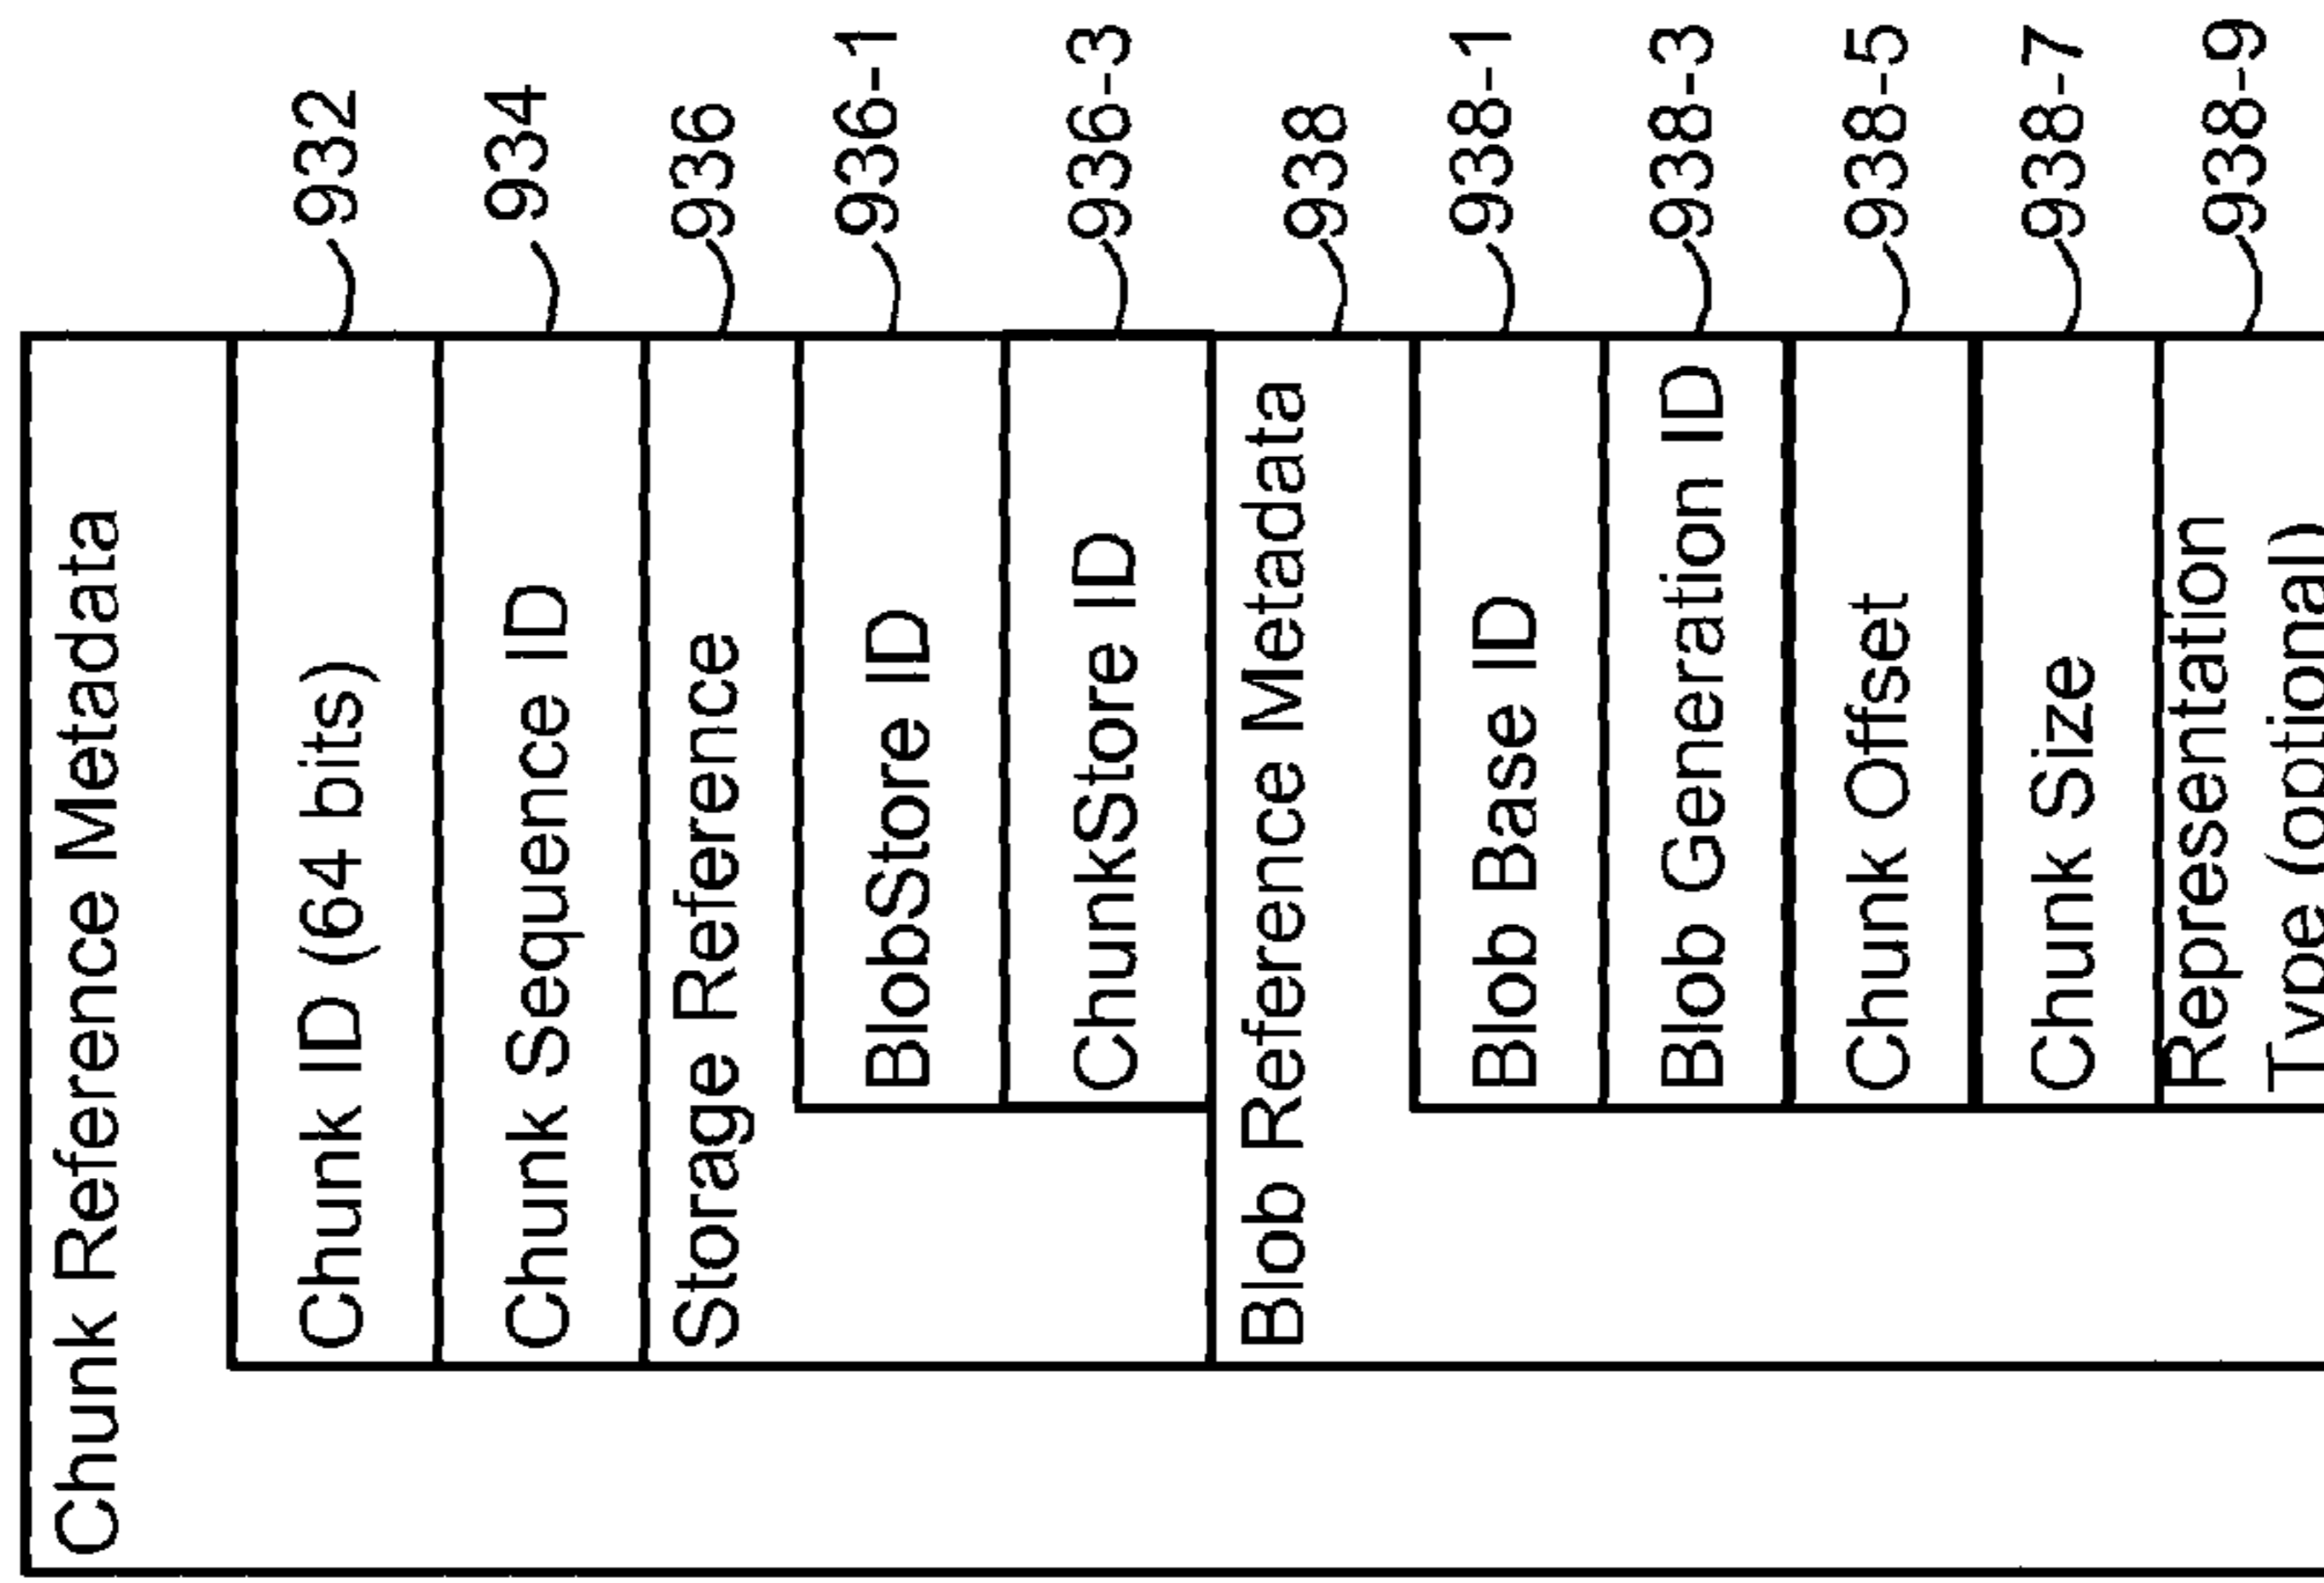 Chunk Reference Metadata
Chunk ID (64 bits) 932
Chunk Sequence ID 934
Storage Reference 936
BlobStore ID 936-1
ChunkStore ID 936-3
Blob Reference Metadata 938
Blob Base ID 938-1
Blob Generation ID 938-3
Chunk Offset 938-5
Chunk Size 938-7
Representation 938-9
Type (optional)